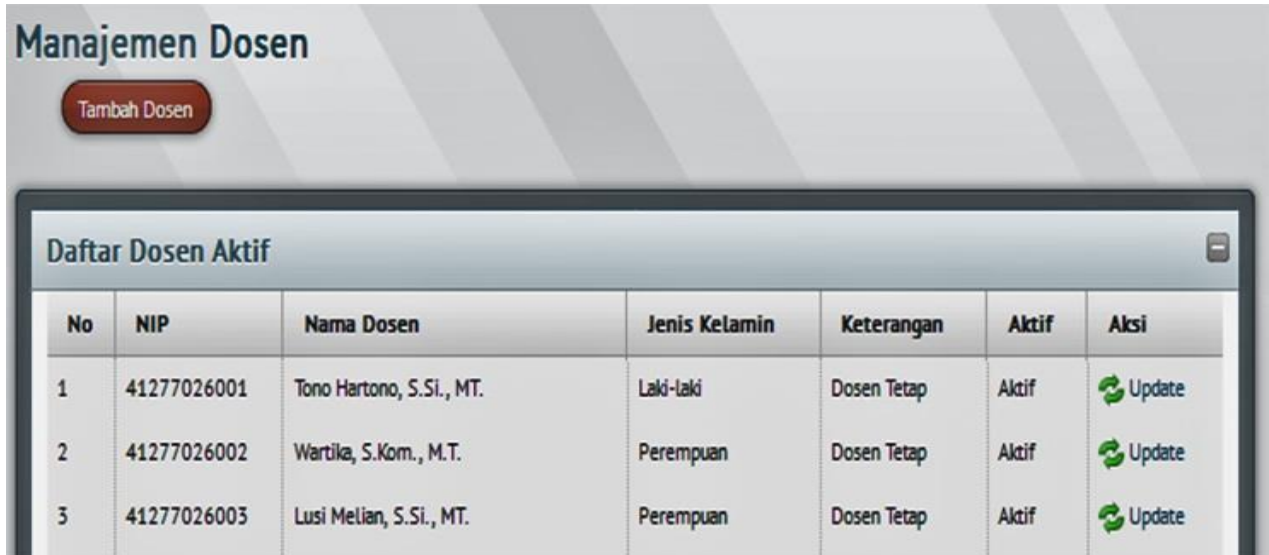 Manajemen Dosen
Tambah Dosen
Daftar Dosen Aktif
No NIP Nama Dosen Jenis Kelamin Keterangan Aktif Aksi
1 41277026001 Tono Hartono, S.Si., MT. Laki-laki Dosen Tetap Aktif Update
2 41277026002 Wartika, S.Kom., M.T. Perempuan Dosen Tetap Aktif Update
3 41277026003 Lusi Melian, S.Si., MT. Perempuan Dosen Tetap Aktif Update